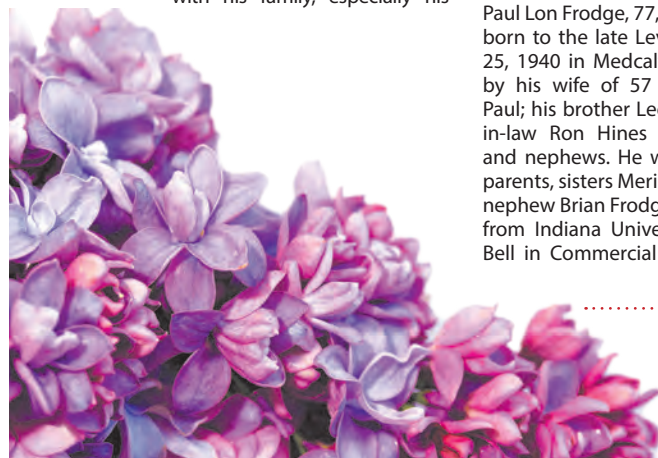 with his family, especially his
Paul Lon Frodge, 77,
born to the late Lev
25, 1940 in Medcal
by his wife of 57
Paul; his brother Lee
in-law Ron Hines
and nephews. He w
parents, sisters Meri
nephew Brian Frodg
from Indiana Unive
Bell in Commercial